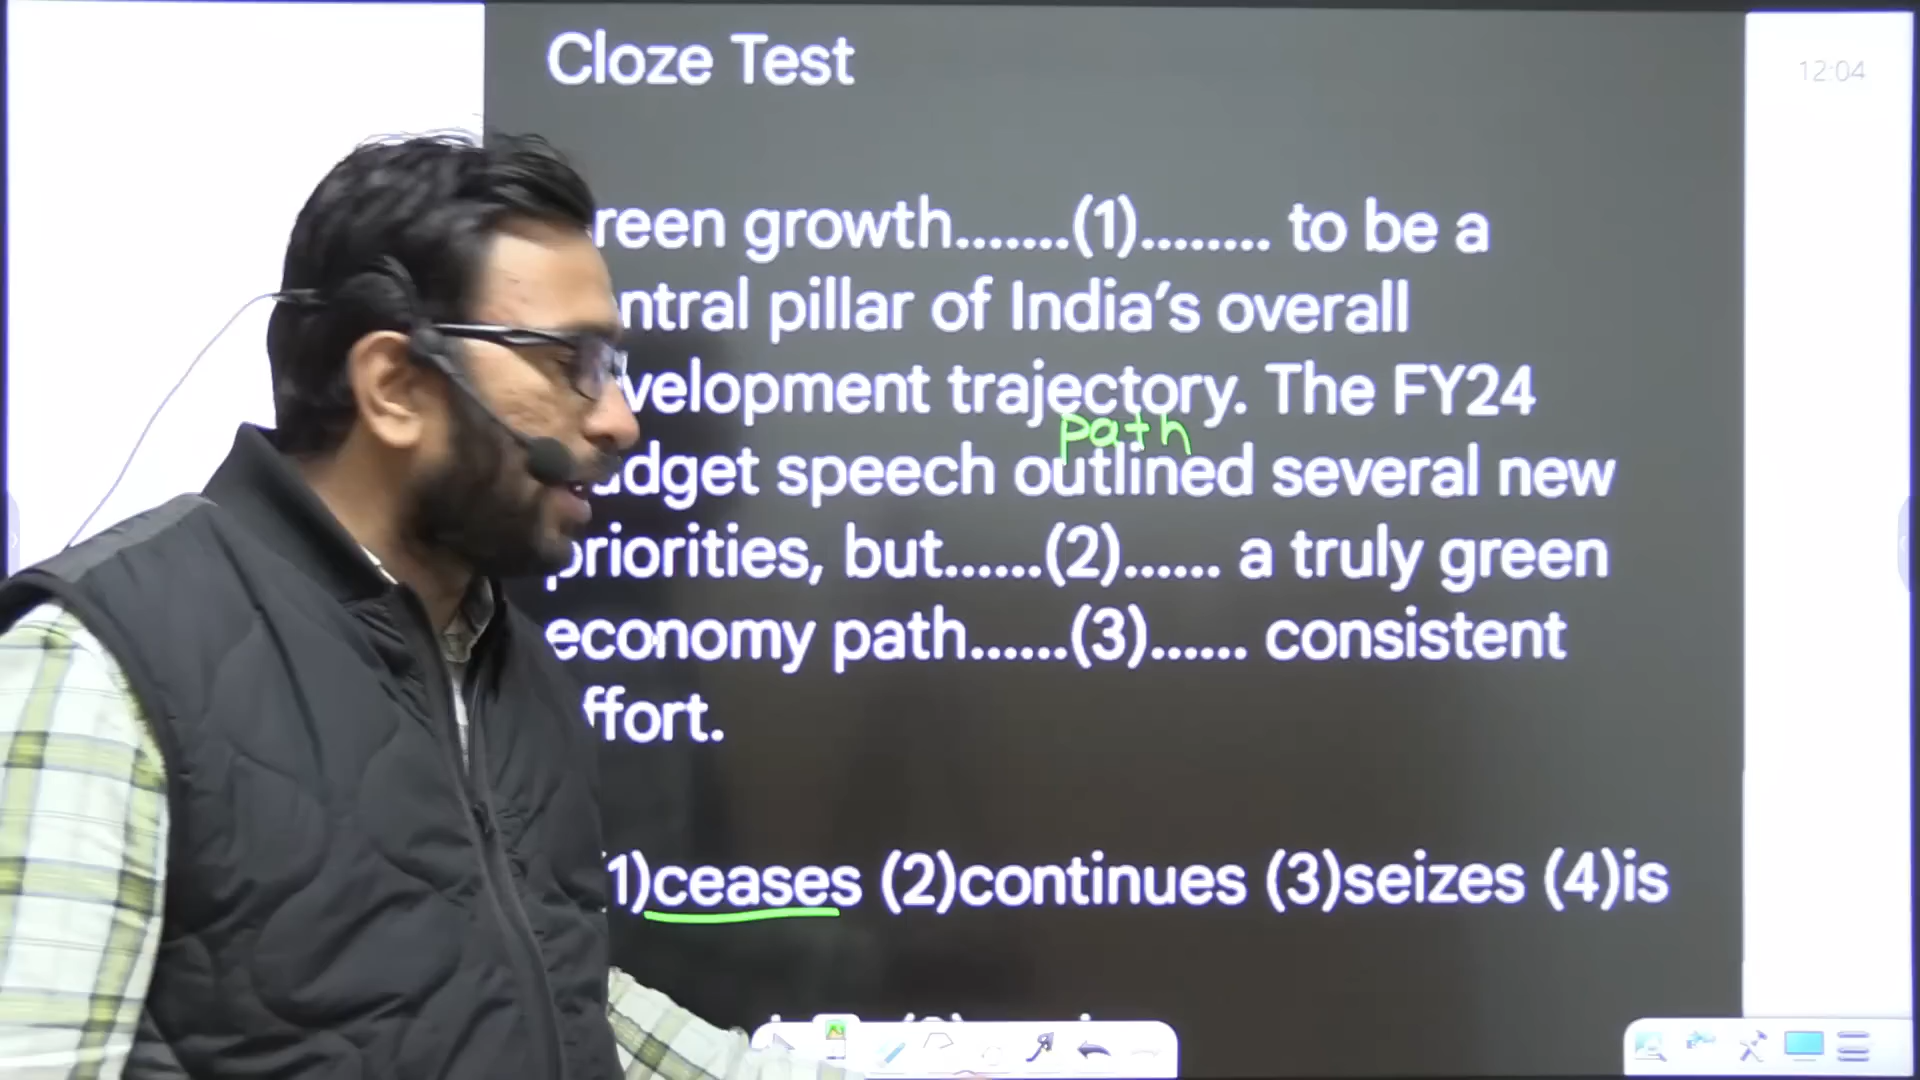 Cloze Test
12:04
reen growth.......(1)........ to be a
ntral pillar of India's overall
velopment trajectory. The FY24
path
dget speech outlined several new
priorities, but......(2)...... a truly green
economy path......(3)...... consistent
ffort.
1)ceases (2)continues (3)seizes (4)is